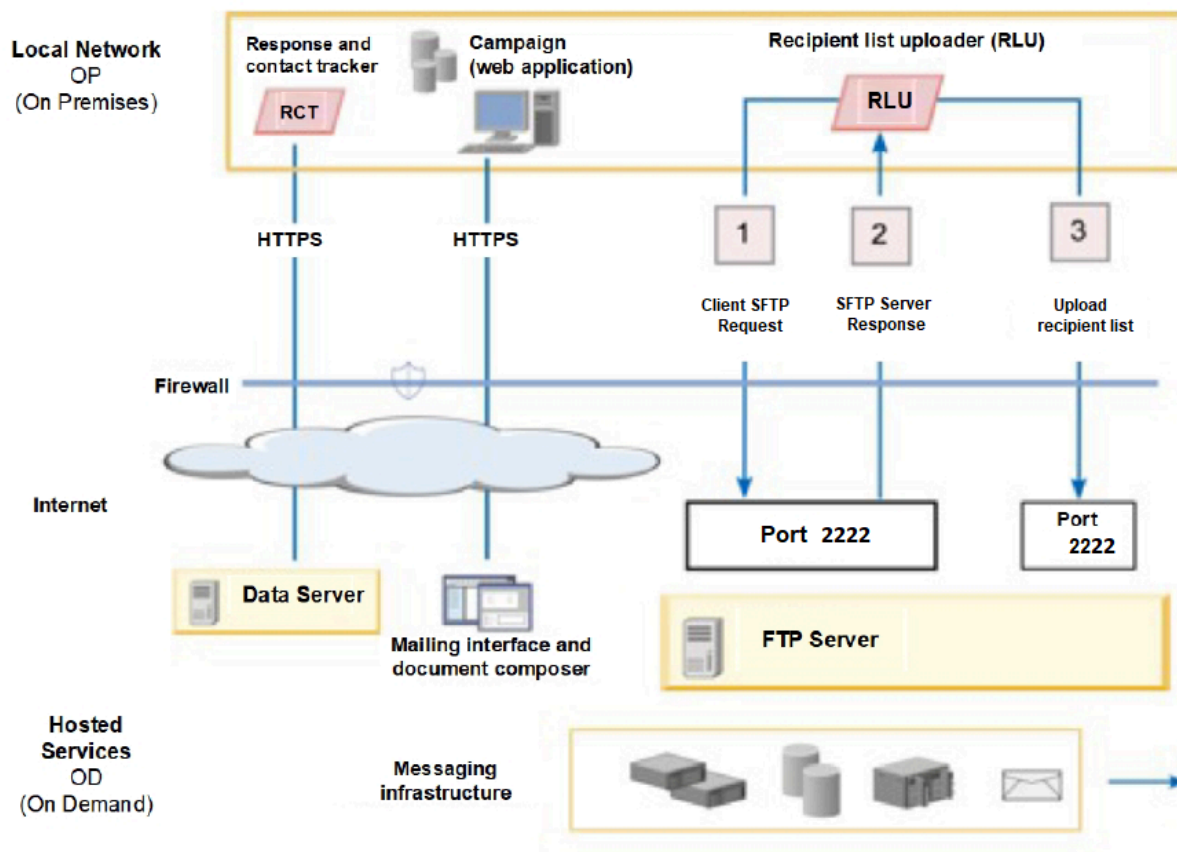 Local Network
OP
(On Premises)
Response and
contact tracker
RCT
Campaign
(web application)
Recipient list uploader (RLU)
RLU
HTTPS
HTTPS
1
2
3
Client SFTP
Request
SFTP Server
Response
Upload
recipient list
Firewall
Internet
Port 2222
Port
2222
Data Server
Mailing interface and
document composer
FTP Server
Hosted
Services
OD
(On Demand)
Messaging
infrastructure